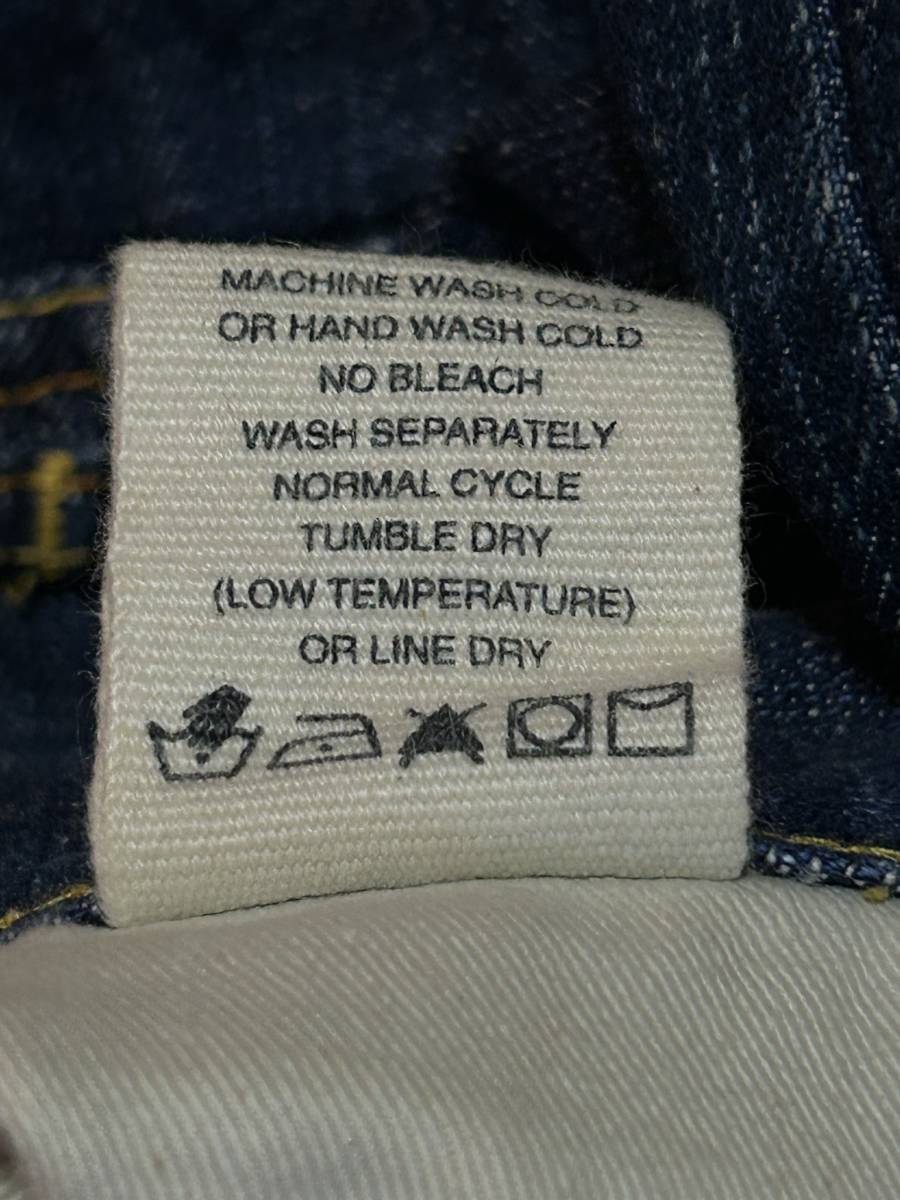 MACHINE WASH COLD
OR HAND WASH COLD
NO BLEACH
WASH SEPARATELY
NORMAL CYCLE
TUMBLE DRY
(LOW TEMPERATURE)
OR LINE DRY